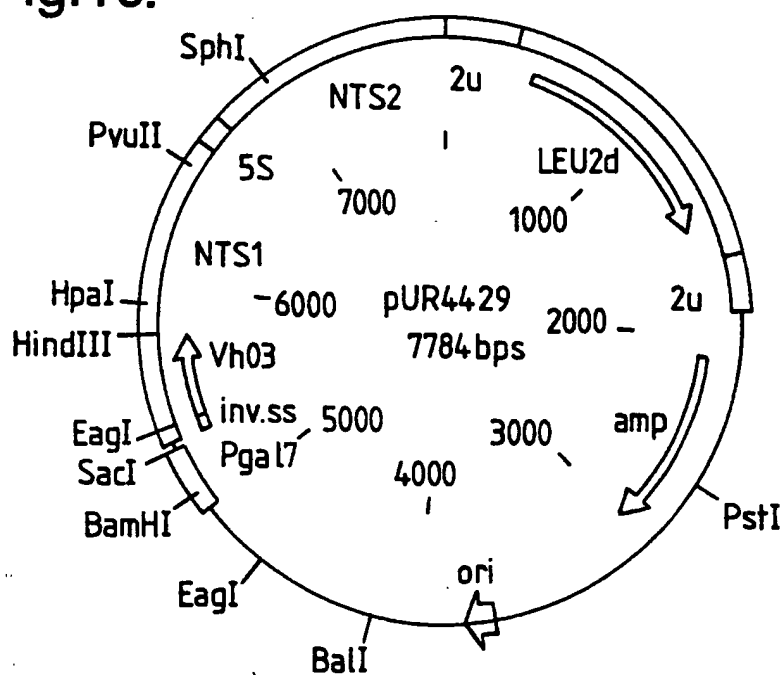 SphI
NTS2
2u
PvuII
5S
LEU2d
7000
1000
NTS1
HpaI
6000
pUR4429
2u
HindIII
7784bps
2000
Vh03
EagI
inv.ss
5000
3000
amp
SacI
Pgal7
4000
BamHI
PstI
EagI
ori
BalI